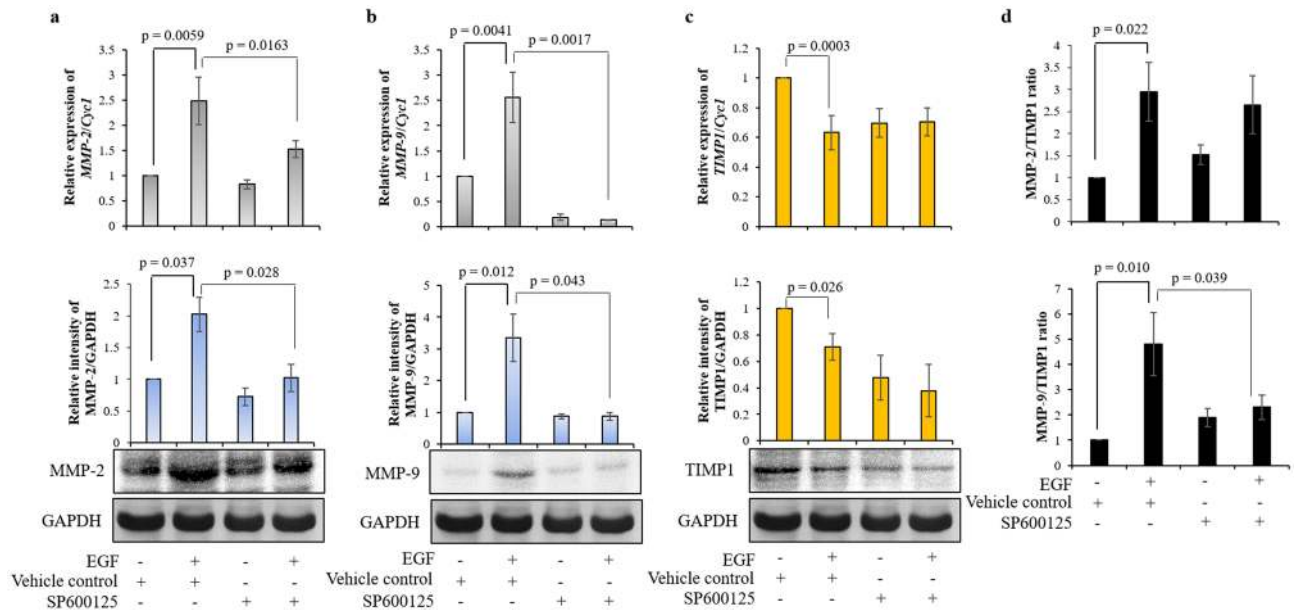 a
p = 0.0059
p = 0.0163
Relative expression of
MMP-2/Cyc1
3.5
3
2.5
2
1.5
1
0.5
0
p = 0.037
p = 0.028
Relative intensity of
MMP-2/GAPDH
2.5
2
1.5
1
0.5
0
MMP-2
GAPDH
EGF - + - +
Vehicle control + + - -
SP600125 - - + +
b
p = 0.0041
p = 0.0017
Relative expression of
MMP-9/Cyc1
3.5
3
2.5
2
1.5
1
0.5
0
p = 0.012
p = 0.043
Relative intensity of
MMP-9/GAPDH
5
4
3
2
1
0
MMP-9
GAPDH
EGF - + - +
Vehicle control + + - -
SP600125 - - + +
c
p = 0.0003
Relative expression of
TIMP1/Cyc1
1.2
1
0.8
0.6
0.4
0.2
0
p = 0.026
Relative intensity of
TIMP1/GAPDH
1.2
1
0.8
0.6
0.4
0.2
0
TIMP1
GAPDH
EGF - + - +
Vehicle control + + - -
SP600125 - - + +
d
p = 0.022
MMP-2/TIMP1 ratio
4
3.5
3
2.5
2
1.5
1
0.5
0
p = 0.010
p = 0.039
MMP-9/TIMP1 ratio
7
6
5
4
3
2
1
0
EGF - + - +
Vehicle control + + - -
SP600125 - - + +